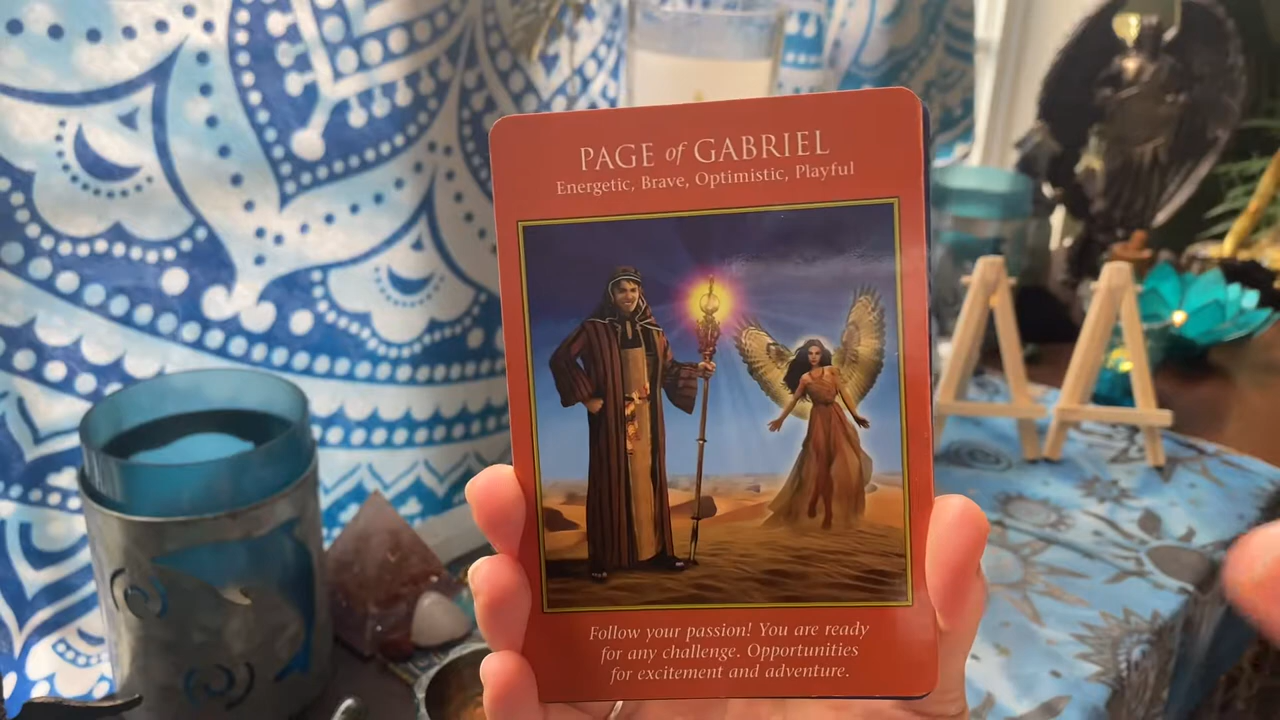 PAGE of GABRIEL
Energetic, Brave, Optimistic, Playful
Follow your passion! You are ready
for any challenge. Opportunities
for excitement and adventure.